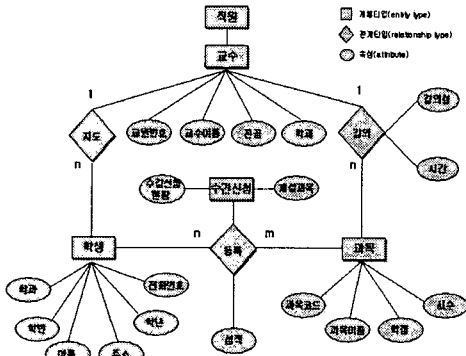 직원
개체타입(entity type)
관계타입(relationship type)
속성(attribute)
교수
1
1
지도
교원번호
교수이름
전공
학과
강의
강의실
시간
n
n
수강신청
현황
수강신청
개설과목
학생
n
등록
m
과목
학과
전화번호
학번
학년
이름
주소
성적
과목코드
과목이름
학점
시수